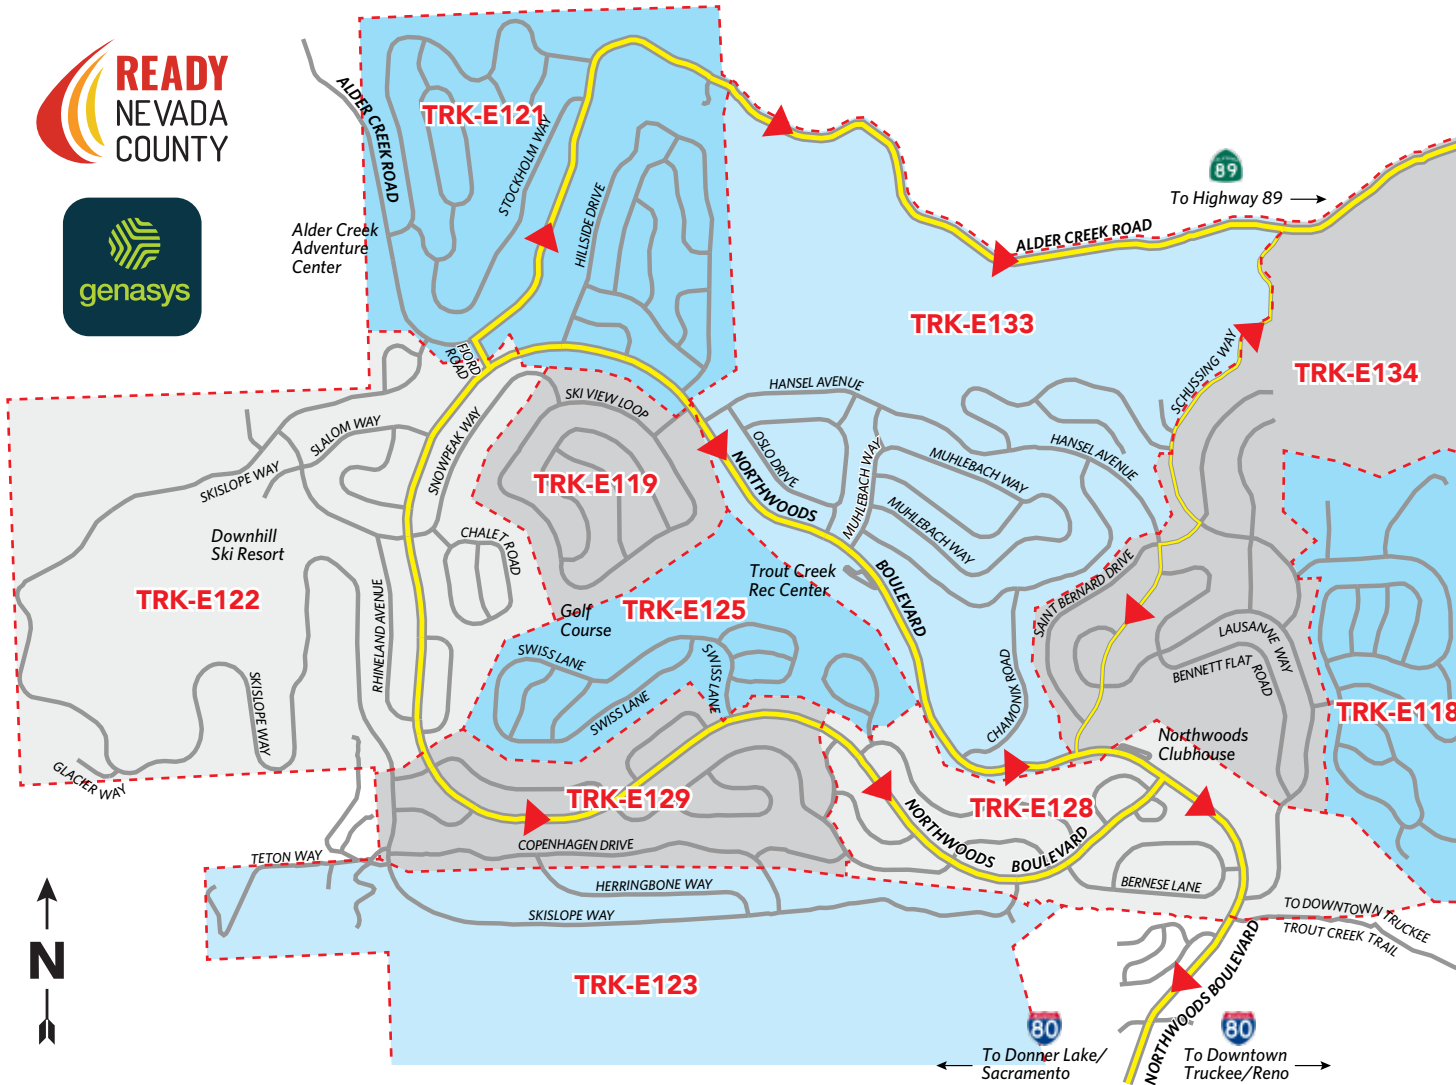 READY
NEVADA
COUNTY
genasys
ALDER CREEK ROAD
TRK-E121
STOCKHOLM WAY
HILLSIDE DRIVE
Alder Creek
Adventure
Center
FJORD
ROAD
89
To Highway 89
ALDER CREEK ROAD
TRK-E133
SCHUSSING WAY
TRK-E134
HANSEL AVENUE
SKI VIEW LOOP
SLALOM WAY
SKISLOPE WAY
SNOWPEAK WAY
TRK-E119
OSLO DRIVE
NORTHWOODS
BOULEVARD
MUHLEBACH WAY
MUHLEBACH WAY
MUHLEBACH WAY
HANSEL AVENUE
Downhill
Ski Resort
CHALET ROAD
TRK-E122
RHINELAND AVENUE
Golf
Course
TRK-E125
Trout Creek
Rec Center
SAINT BERNARD DRIVE
LAUSANNE WAY
BENNETT FLAT
ROAD
SWISS LANE
SWISS LANE
SWISS LANE
CHAMONIX ROAD
SKISLOPE WAY
GLACIER WAY
TRK-E118
Northwoods
Clubhouse
TRK-E129
TRK-E128
COPENHAGEN DRIVE
NORTHWOODS
BOULEVARD
TETON WAY
HERRINGBONE WAY
SKISLOPE WAY
BERNESE LANE
TO DOWNTOWN TRUCKEE
TROUT CREEK TRAIL
N
TRK-E123
NORTHWOODS BOULEVARD
80
To Donner Lake/
Sacramento
80
To Downtown
Truckee/Reno